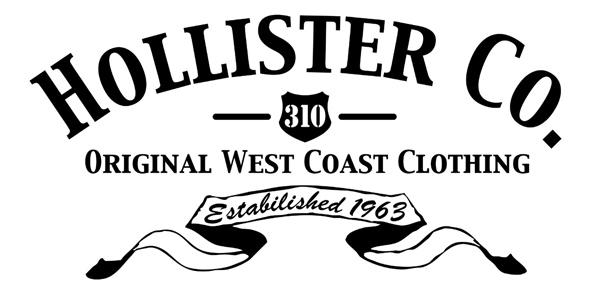 HOLLISTER CO.
310
ORIGINAL WEST COAST CLOTHING
Estabilished 1963